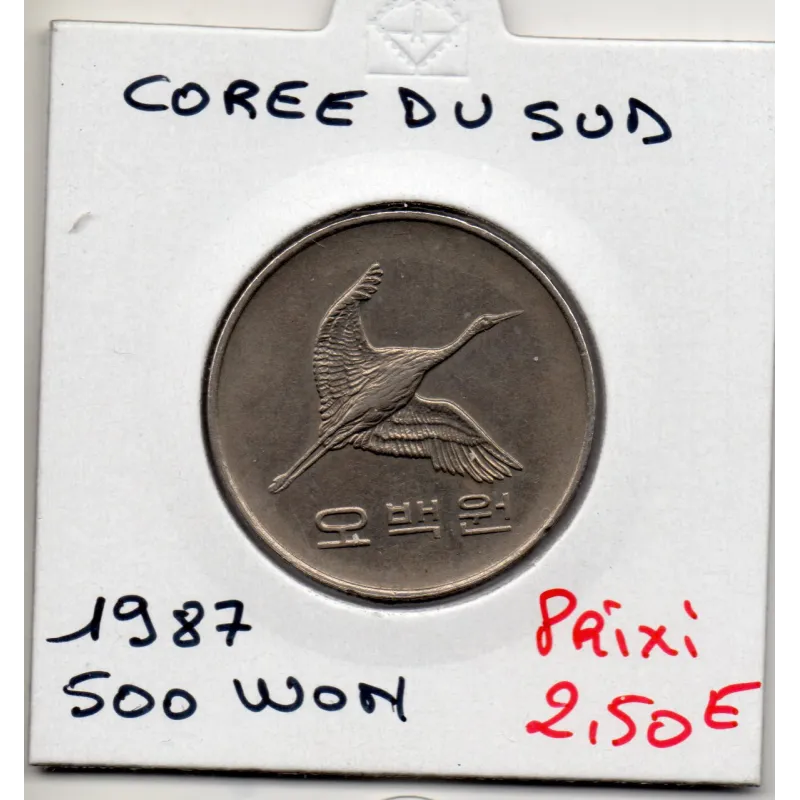 COREE DU SUD
오백원
1987
500 WON
Prixi
2,50E